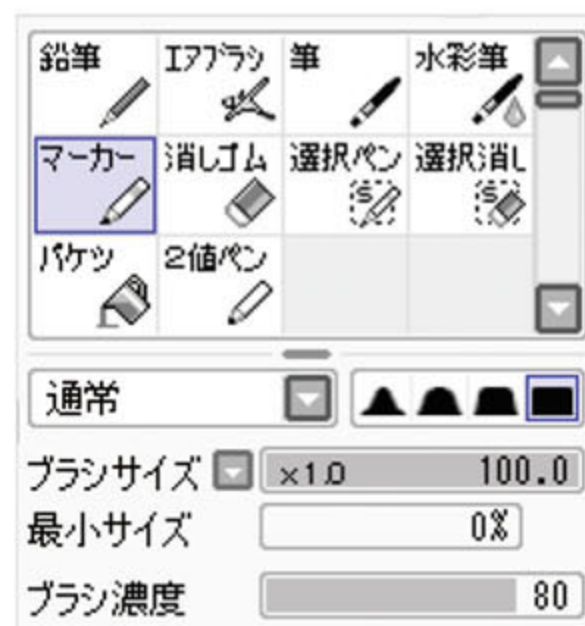 鉛筆 エアブラシ 筆 水彩筆
マーカー 消しゴム 選択ペン 選択消し
バケツ 2値ペン
通常
ブラシサイズ ×1.0 100.0
最小サイズ 0%
ブラシ濃度 80